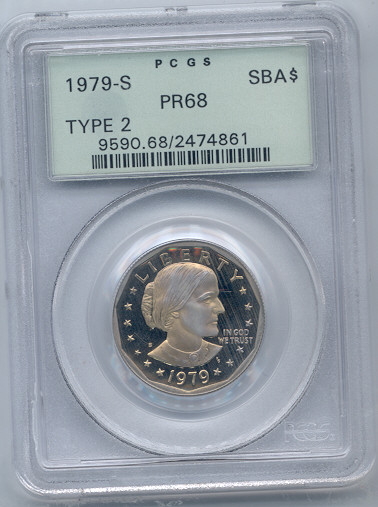 PCGS
1979-S SBA$
PR68
TYPE 2
9590.68/2474861
LIBERTY
IN GOD
WE TRUST
S
1979
PCGS